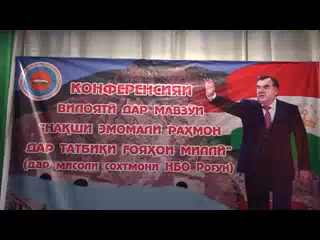 КОНФЕРЕНСИЯИ
ВИЛОЯТӢ ДАР МАВЗӮИ
"НАҚШИ ЭМОМАЛӢ РАҲМОН
ДАР ТАТБИҚИ ҒОЯҲОИ МИЛЛӢ"
(ДАР МИСОЛИ СОХТМОНИ НБО РОҒУН)